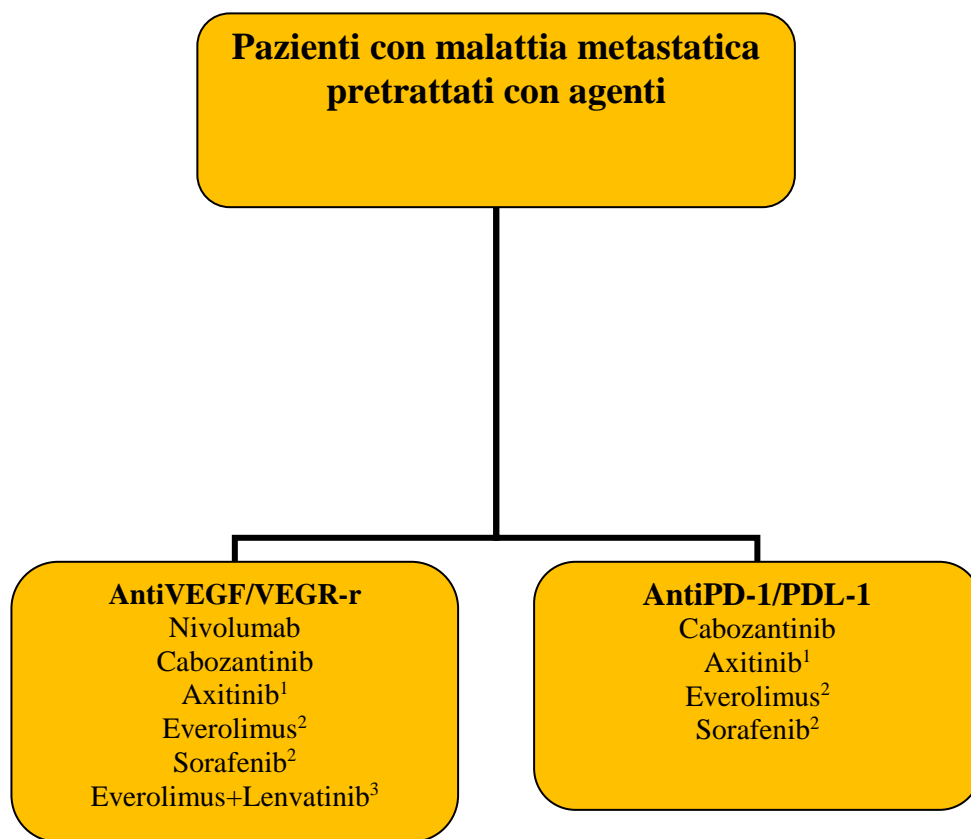 Pazienti con malattia metastatica
pretrattati con agenti
AntiVEGF/VEGR-r
Nivolumab
Cabozantinib
Axitinib¹
Everolimus²
Sorafenib²
Everolimus+Lenvatinib³
AntiPD-1/PDL-1
Cabozantinib
Axitinib¹
Everolimus²
Sorafenib²